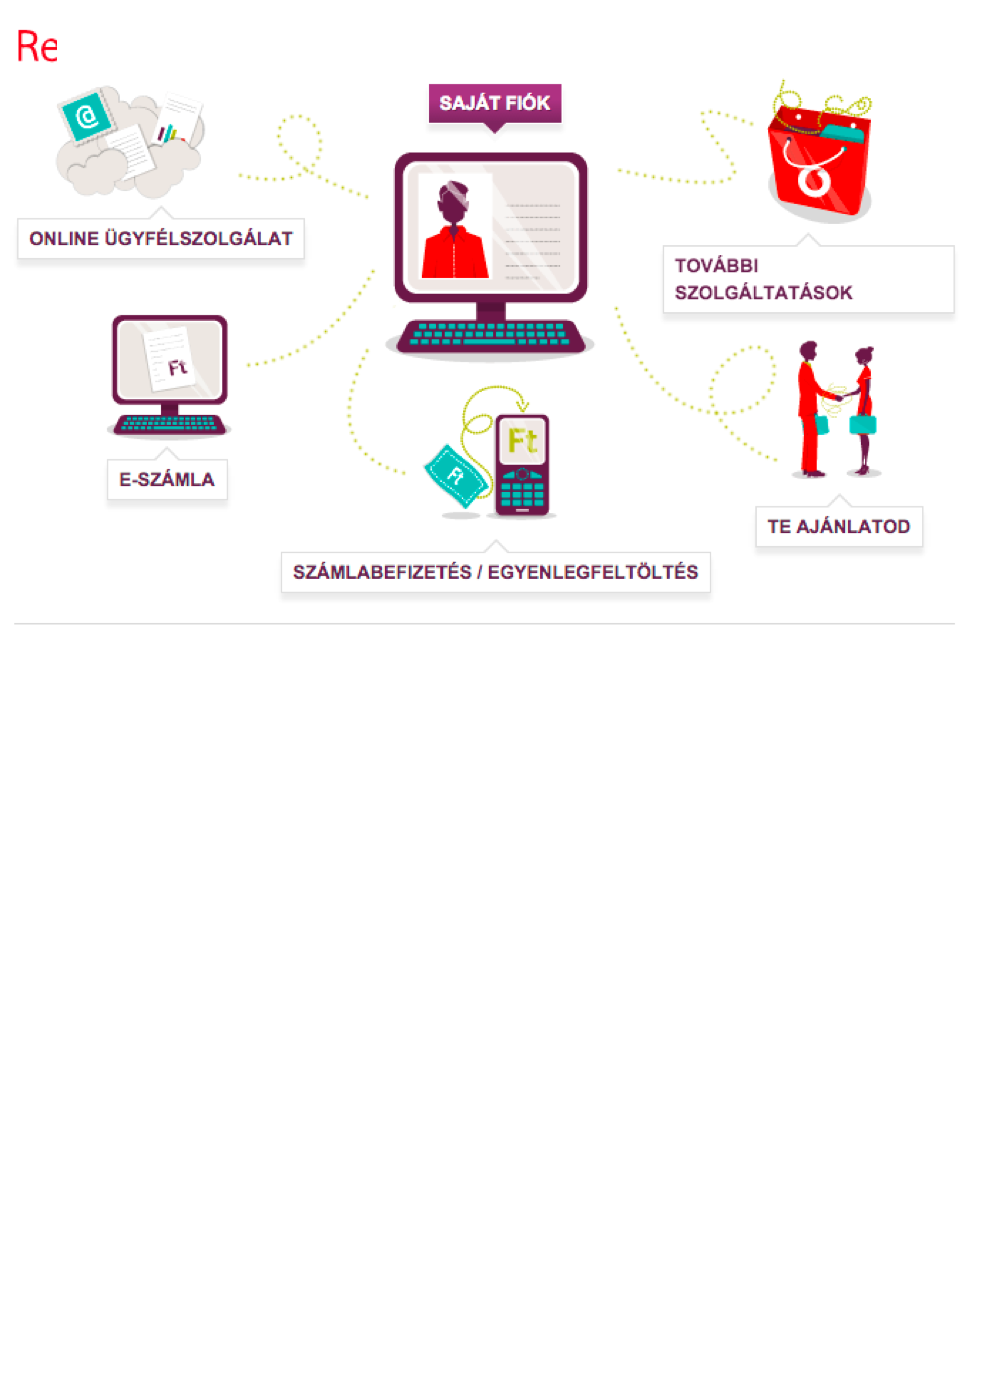 Re
SAJÁT FIÓK
@
ONLINE ÜGYFÉLSZOLGÁLAT
TOVÁBBI
SZOLGÁLTATÁSOK
Ft
E-SZÁMLA
Ft
Ft
TE AJÁNLATOD
SZÁMLABEFIZETÉS / EGYENLEGFELTÖLTÉS